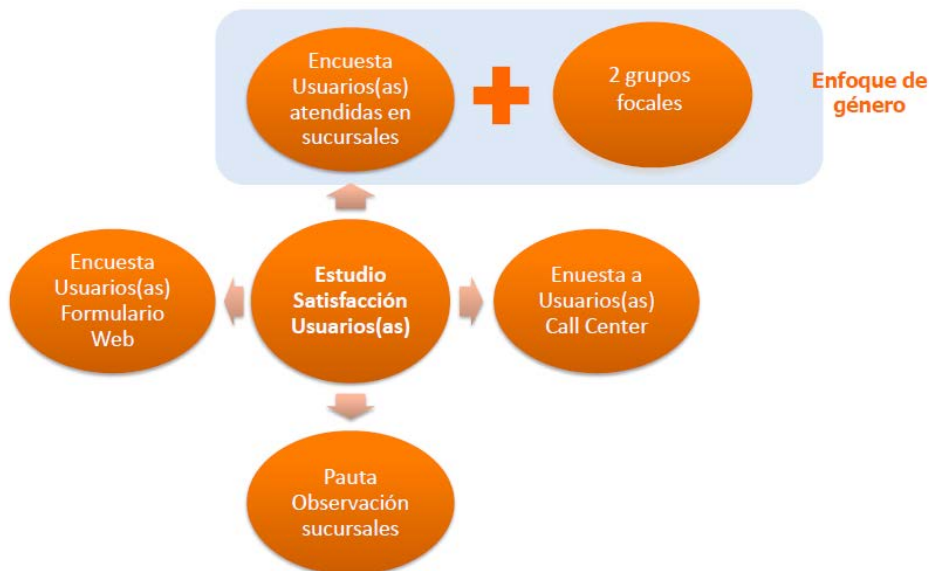 Encuesta
Usuarios(as)
atendidas en
sucursales
2 grupos
focales
Enfoque de
género
Encuesta
Usuarios(as)
Formulario
Web
Estudio
Satisfacción
Usuarios(as)
Enuesta a
Usuarios(as)
Call Center
Pauta
Observación
sucursales